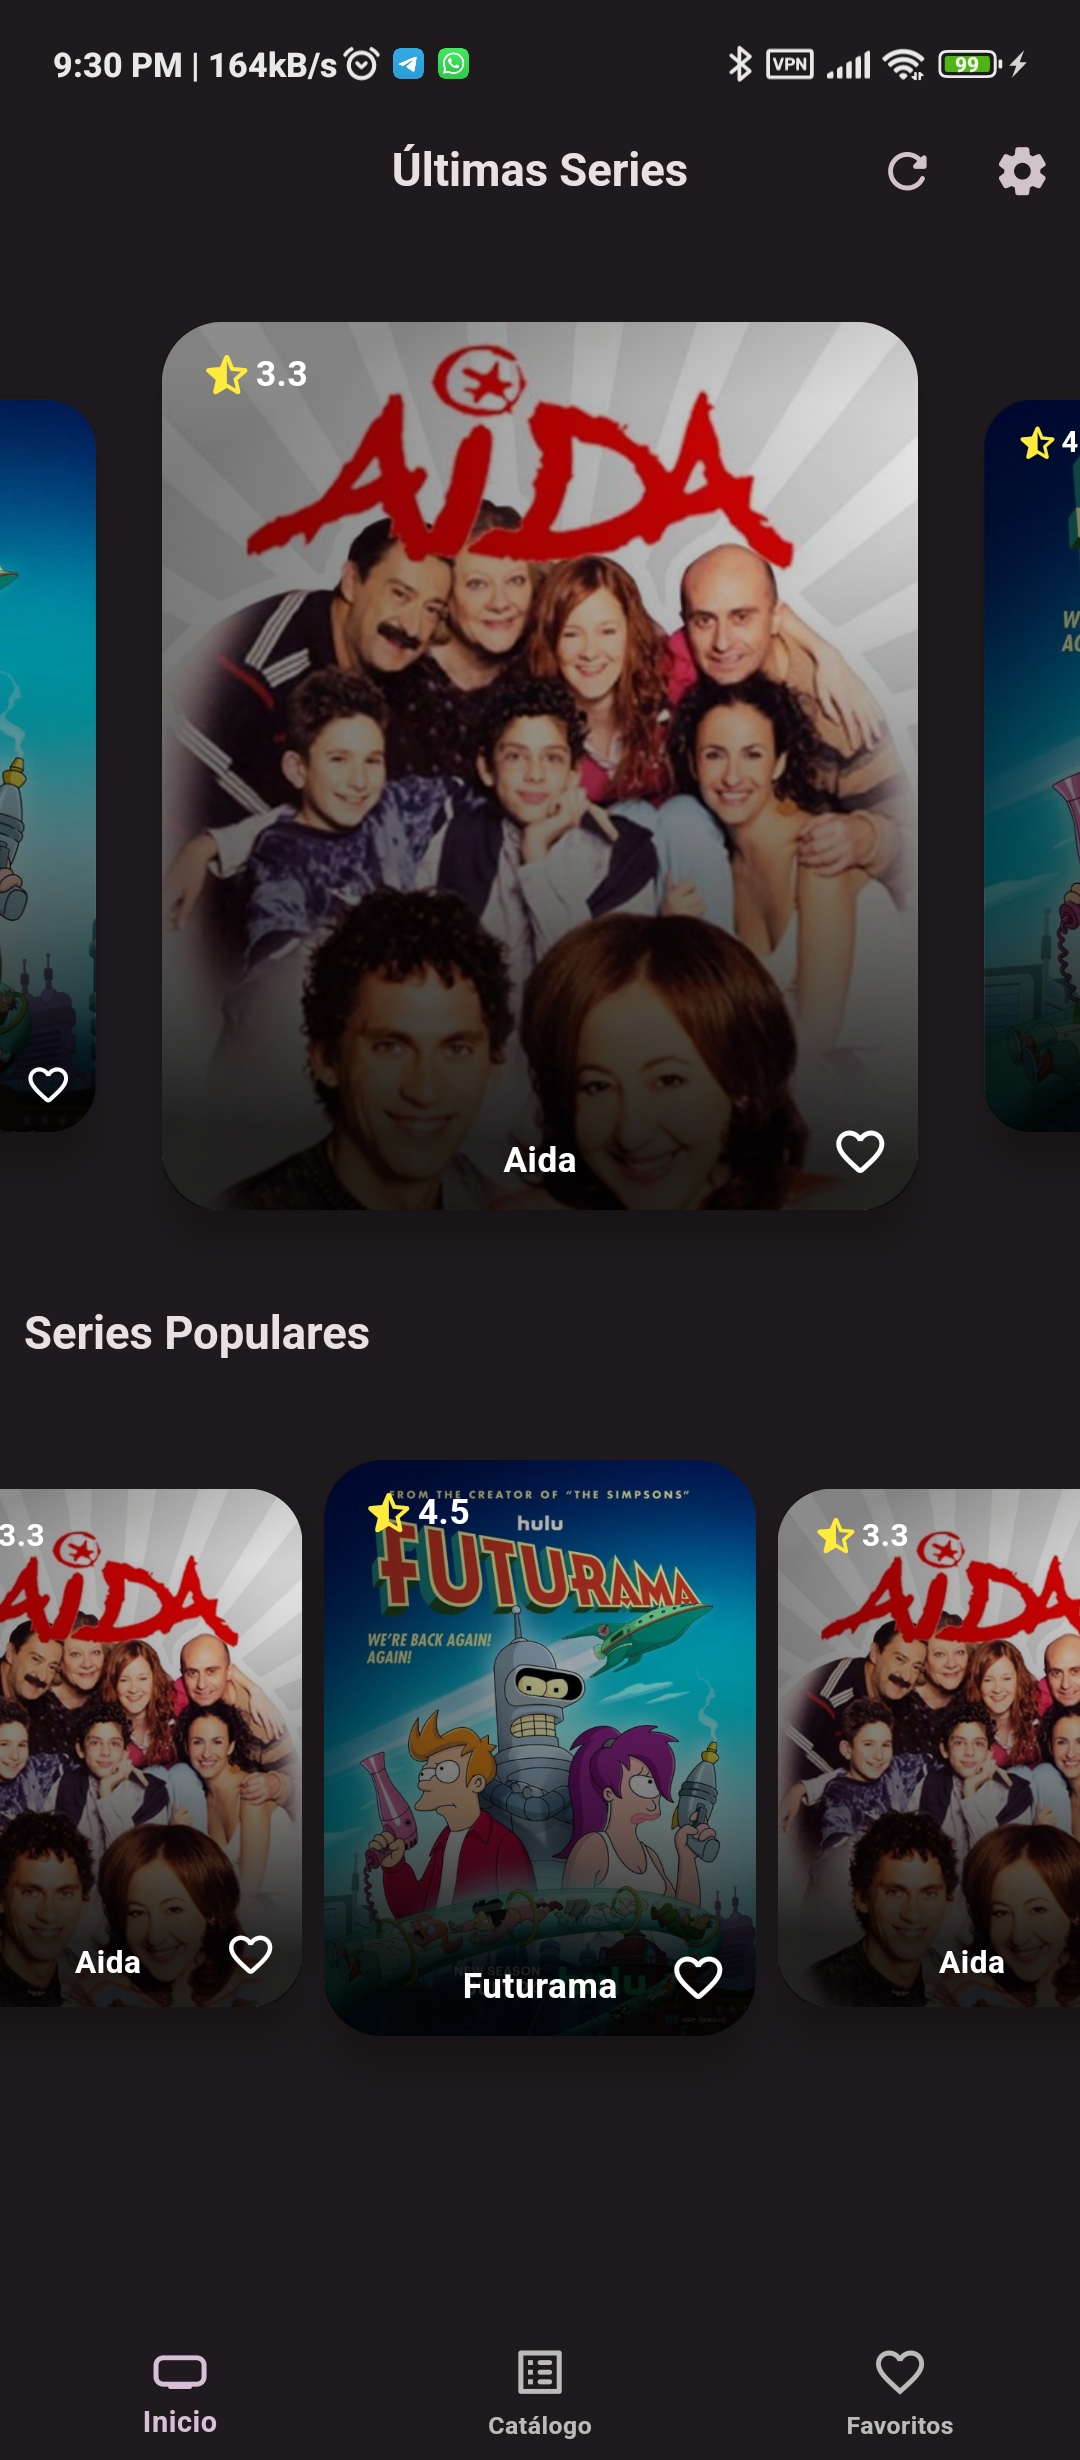 9:30 PM | 164kB/s
VPN
99
Últimas Series
3.3
AiDA
4
Aida
Series Populares
3.3
AiDA
Aida
FROM THE CREATOR OF "THE SIMPSONS"
4.5
hulu
FUTURAMA
WE'RE BACK AGAIN!
AGAIN!
NEW SEASON
hulu
Futurama
3.3
AiDA
Aida
Inicio
Catálogo
Favoritos